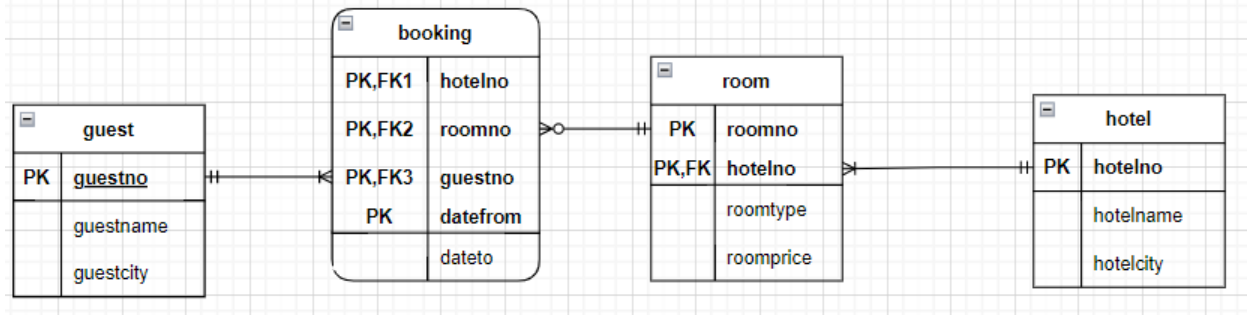 guest
PK guestno
guestname
guestcity
booking
PK,FK1 hotelno
PK,FK2 roomno
PK,FK3 guestno
PK datefrom
dateto
room
PK roomno
PK,FK hotelno
roomtype
roomprice
hotel
PK hotelno
hotelname
hotelcity